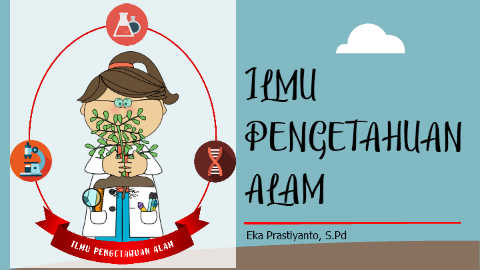 ILMU PENGETAHUAN ALAM
ILMU
PENGETAHUAN
ALAM
Eka Prastiyanto, S.Pd